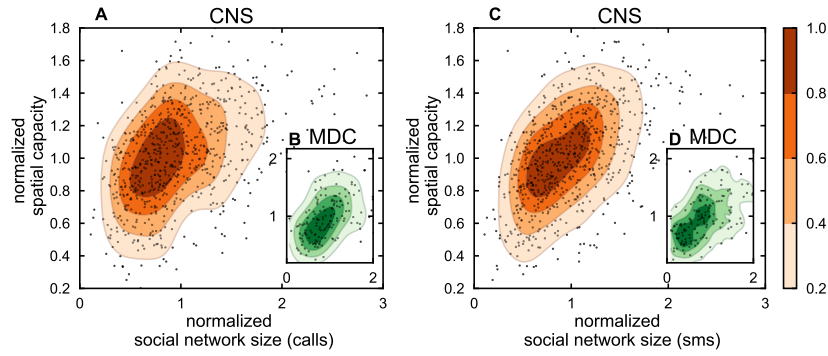 A CNS
1.8
1.6
1.4
1.2
1.0
0.8
0.6
0.4
0.2
normalized
spatial capacity
0 1 2 3
normalized
social network size (calls)
B MDC
2
1
0 2
C CNS
1.8
1.6
1.4
1.2
1.0
0.8
0.6
0.4
0.2
normalized
spatial capacity
0 1 2 3
normalized
social network size (sms)
D MDC
2
1
0 2
1.0
0.8
0.6
0.4
0.2